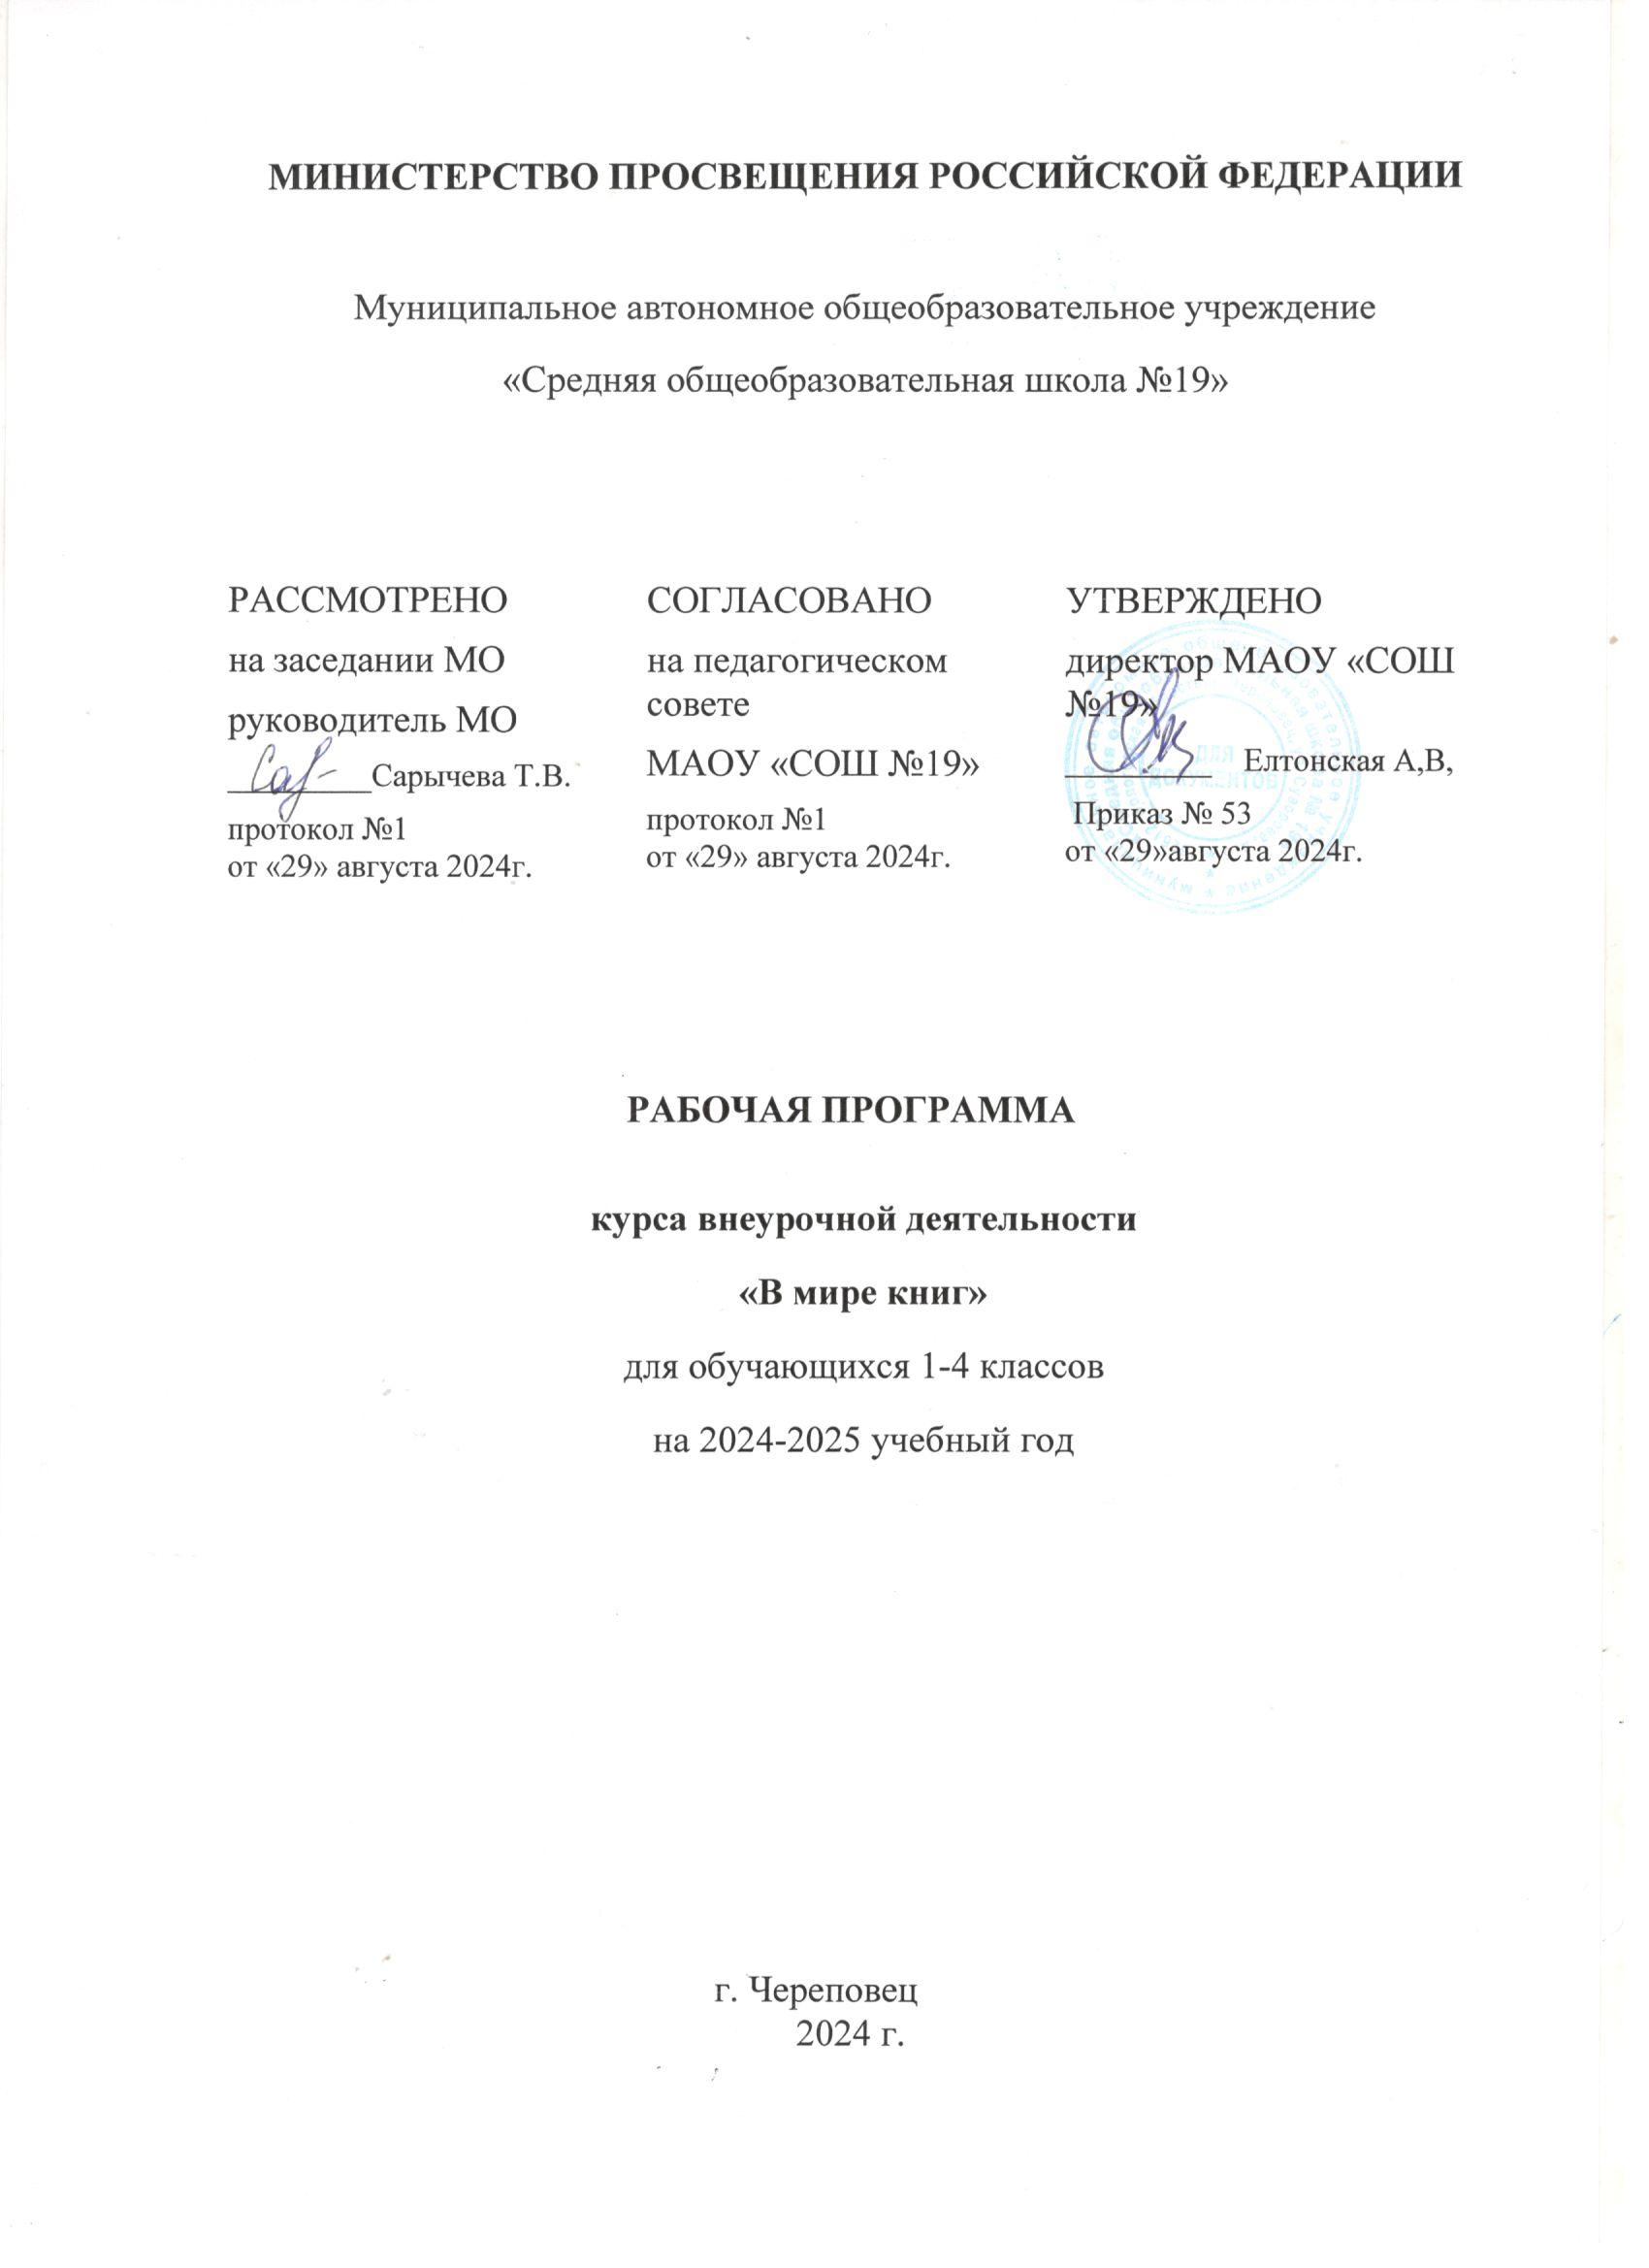 МИНИСТЕРСТВО ПРОСВЕЩЕНИЯ РОССИЙСКОЙ ФЕДЕРАЦИИ
Муниципальное автономное общеобразовательное учреждение
«Средняя общеобразовательная школа №19»
РАССМОТРЕНО
на заседании МО
руководитель МО
_________Сарычева Т.В.
протокол №1
от «29» августа 2024г.
СОГЛАСОВАНО
на педагогическом
совете
МАОУ «СОШ №19»
протокол №1
от «29» августа 2024г.
УТВЕРЖДЕНО
директор МАОУ «СОШ
№19»
_________ Елтонская А,В,
Приказ № 53
от «29»августа 2024г.
ДЛЯ
ДОКУМЕНТОВ
РАБОЧАЯ ПРОГРАММА
курса внеурочной деятельности
«В мире книг»
для обучающихся 1-4 классов
на 2024-2025 учебный год
г. Череповец
2024 г.